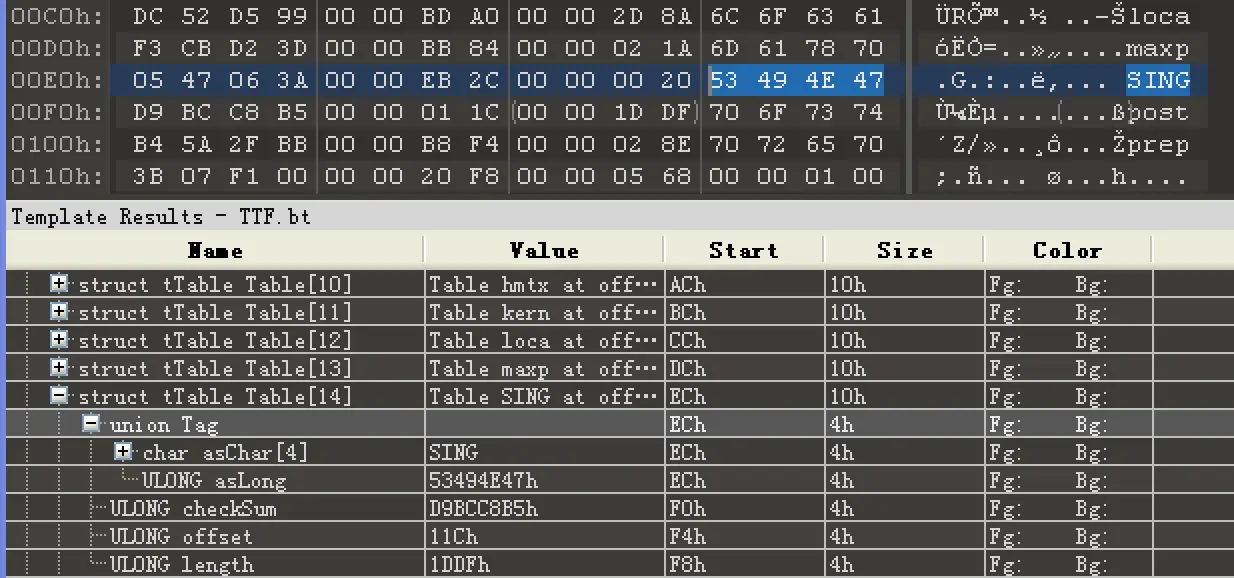 00C0h: DC 52 D5 99 00 00 BD A0 00 00 2D 8A 6C 6F 63 61 ÜRÕ™..½ ..-Šloca
00D0h: F3 CB D2 3D 00 00 BB 84 00 00 02 1A 6D 61 78 70 óËÒ=..»„....maxp
00E0h: 05 47 06 3A 00 00 EB 2C 00 00 00 20 53 49 4E 47 .G.:..ë,... SING
00F0h: D9 BC C8 B5 00 00 01 1C (00 00 1D DF) 70 6F 73 74 Ù¼Èµ....(...ß)post
0100h: B4 5A 2F BB 00 00 B8 F4 00 00 02 8E 70 72 65 70 ´Z/»..¸ô...Žprep
0110h: 3B 07 F1 00 00 00 20 F8 00 00 05 68 00 00 01 00 ;.ñ... ø...h....
Template Results - TTF.bt
Name Value Start Size Color
struct tTable Table[10] Table hmtx at off… ACh 10h Fg: Bg:
struct tTable Table[11] Table kern at off… BCh 10h Fg: Bg:
struct tTable Table[12] Table loca at off… CCh 10h Fg: Bg:
struct tTable Table[13] Table maxp at off… DCh 10h Fg: Bg:
struct tTable Table[14] Table SING at off… ECh 10h Fg: Bg:
union Tag ECh 4h Fg: Bg:
char asChar[4] SING ECh 4h Fg: Bg:
ULONG asLong 53494E47h ECh 4h Fg: Bg:
ULONG checkSum D9BCC8B5h F0h 4h Fg: Bg:
ULONG offset 11Ch F4h 4h Fg: Bg:
ULONG length 1DDFh F8h 4h Fg: Bg: